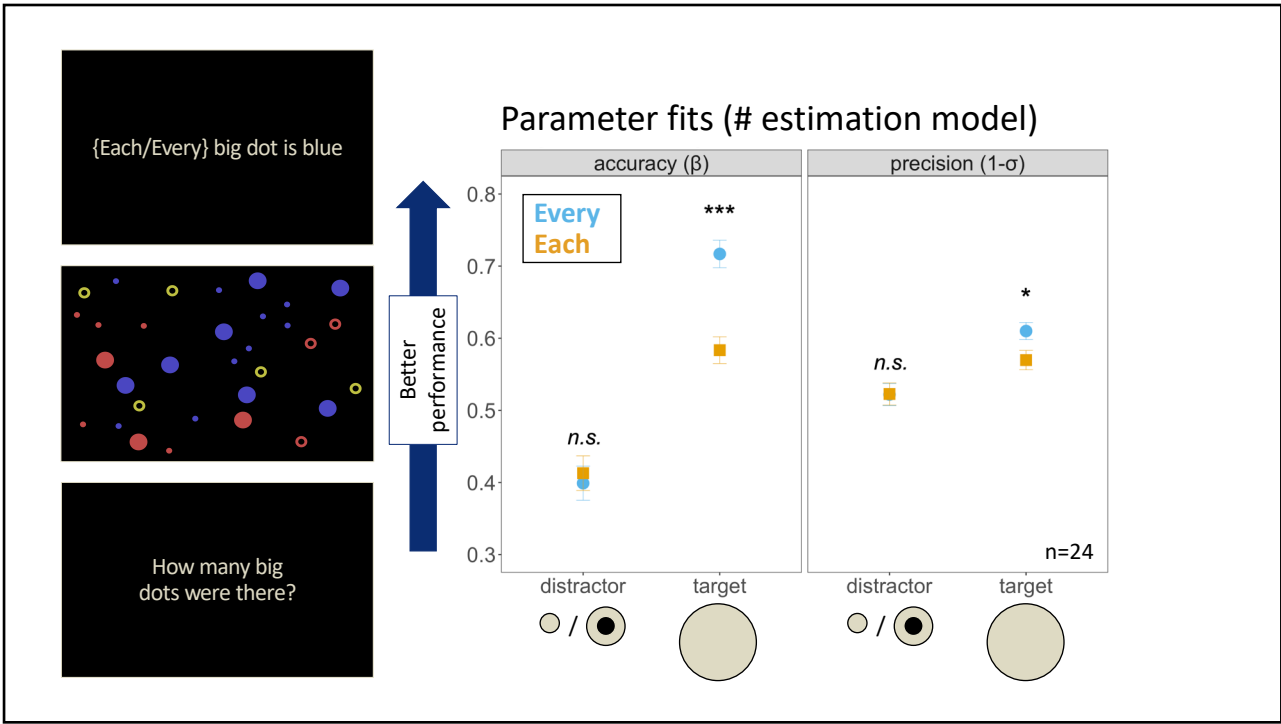 {Each/Every} big dot is blue
How many big
dots were there?
Better
performance
Parameter fits (# estimation model)
accuracy (β)
precision (1-σ)
0.8
0.7
0.6
0.5
0.4
0.3
Every
Each
***
n.s.
*
n.s.
n=24
distractor
target
distractor
target
/
/